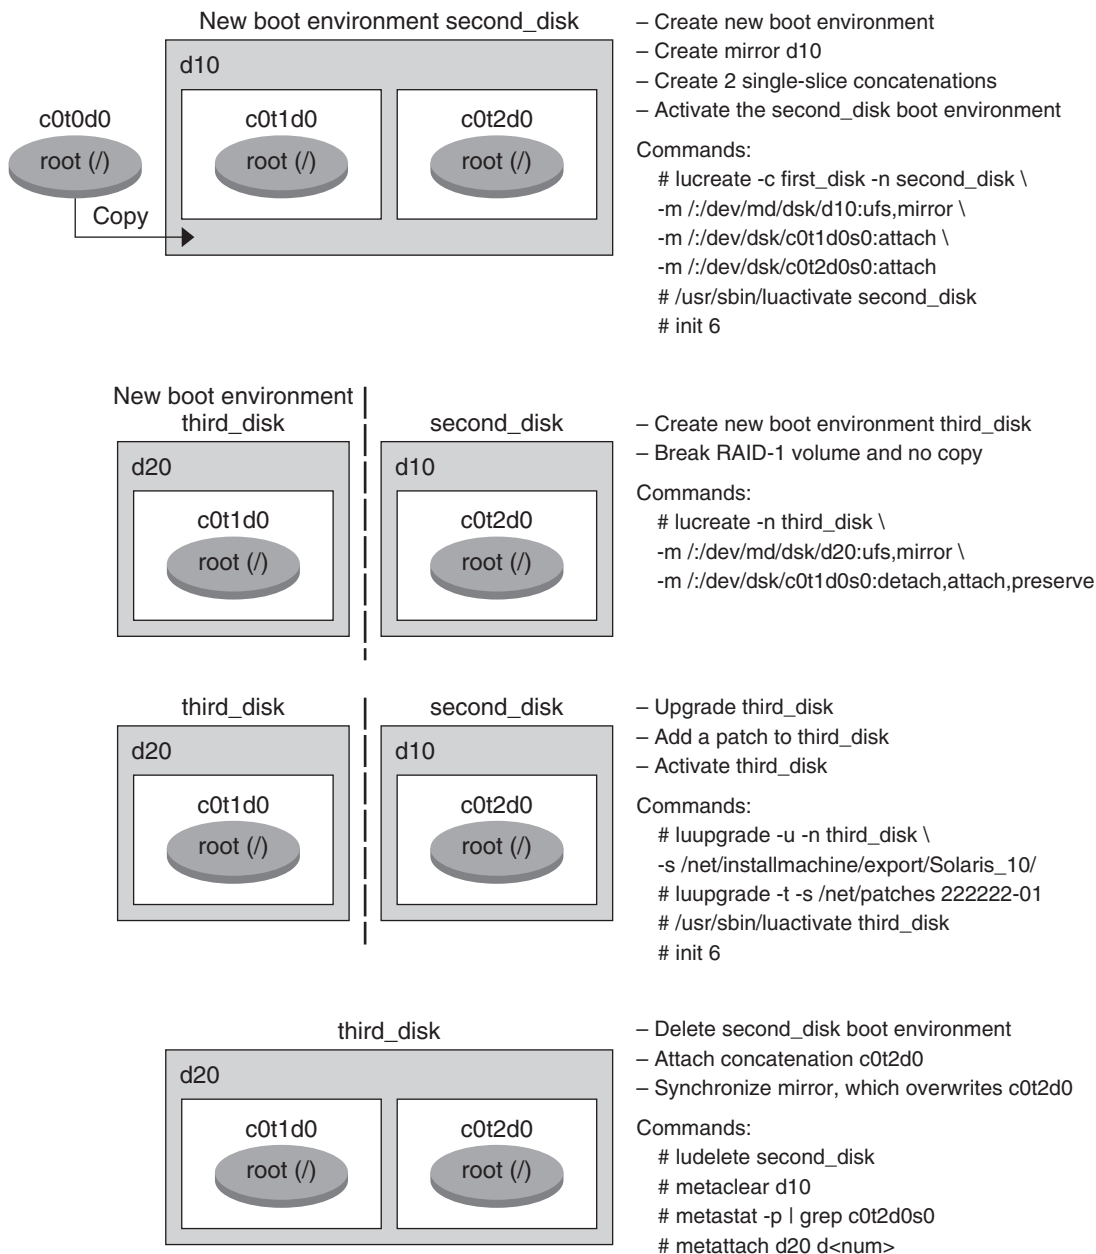 New boot environment second_disk
d10
c0t0d0
root (/)
Copy
c0t1d0
root (/)
c0t2d0
root (/)
– Create new boot environment
– Create mirror d10
– Create 2 single-slice concatenations
– Activate the second_disk boot environment
Commands:
# lucreate -c first_disk -n second_disk \
-m /:/dev/md/dsk/d10:ufs,mirror \
-m /:/dev/dsk/c0t1d0s0:attach \
-m /:/dev/dsk/c0t2d0s0:attach
# /usr/sbin/luactivate second_disk
# init 6
New boot environment
third_disk
d20
c0t1d0
root (/)
second_disk
d10
c0t2d0
root (/)
– Create new boot environment third_disk
– Break RAID-1 volume and no copy
Commands:
# lucreate -n third_disk \
-m /:/dev/md/dsk/d20:ufs,mirror \
-m /:/dev/dsk/c0t1d0s0:detach,attach,preserve
third_disk
d20
c0t1d0
root (/)
second_disk
d10
c0t2d0
root (/)
– Upgrade third_disk
– Add a patch to third_disk
– Activate third_disk
Commands:
# luupgrade -u -n third_disk \
-s /net/installmachine/export/Solaris_10/
# luupgrade -t -s /net/patches 222222-01
# /usr/sbin/luactivate third_disk
# init 6
third_disk
d20
c0t1d0
root (/)
c0t2d0
root (/)
– Delete second_disk boot environment
– Attach concatenation c0t2d0
– Synchronize mirror, which overwrites c0t2d0
Commands:
# ludelete second_disk
# metaclear d10
# metastat -p | grep c0t2d0s0
# metattach d20 d<num>